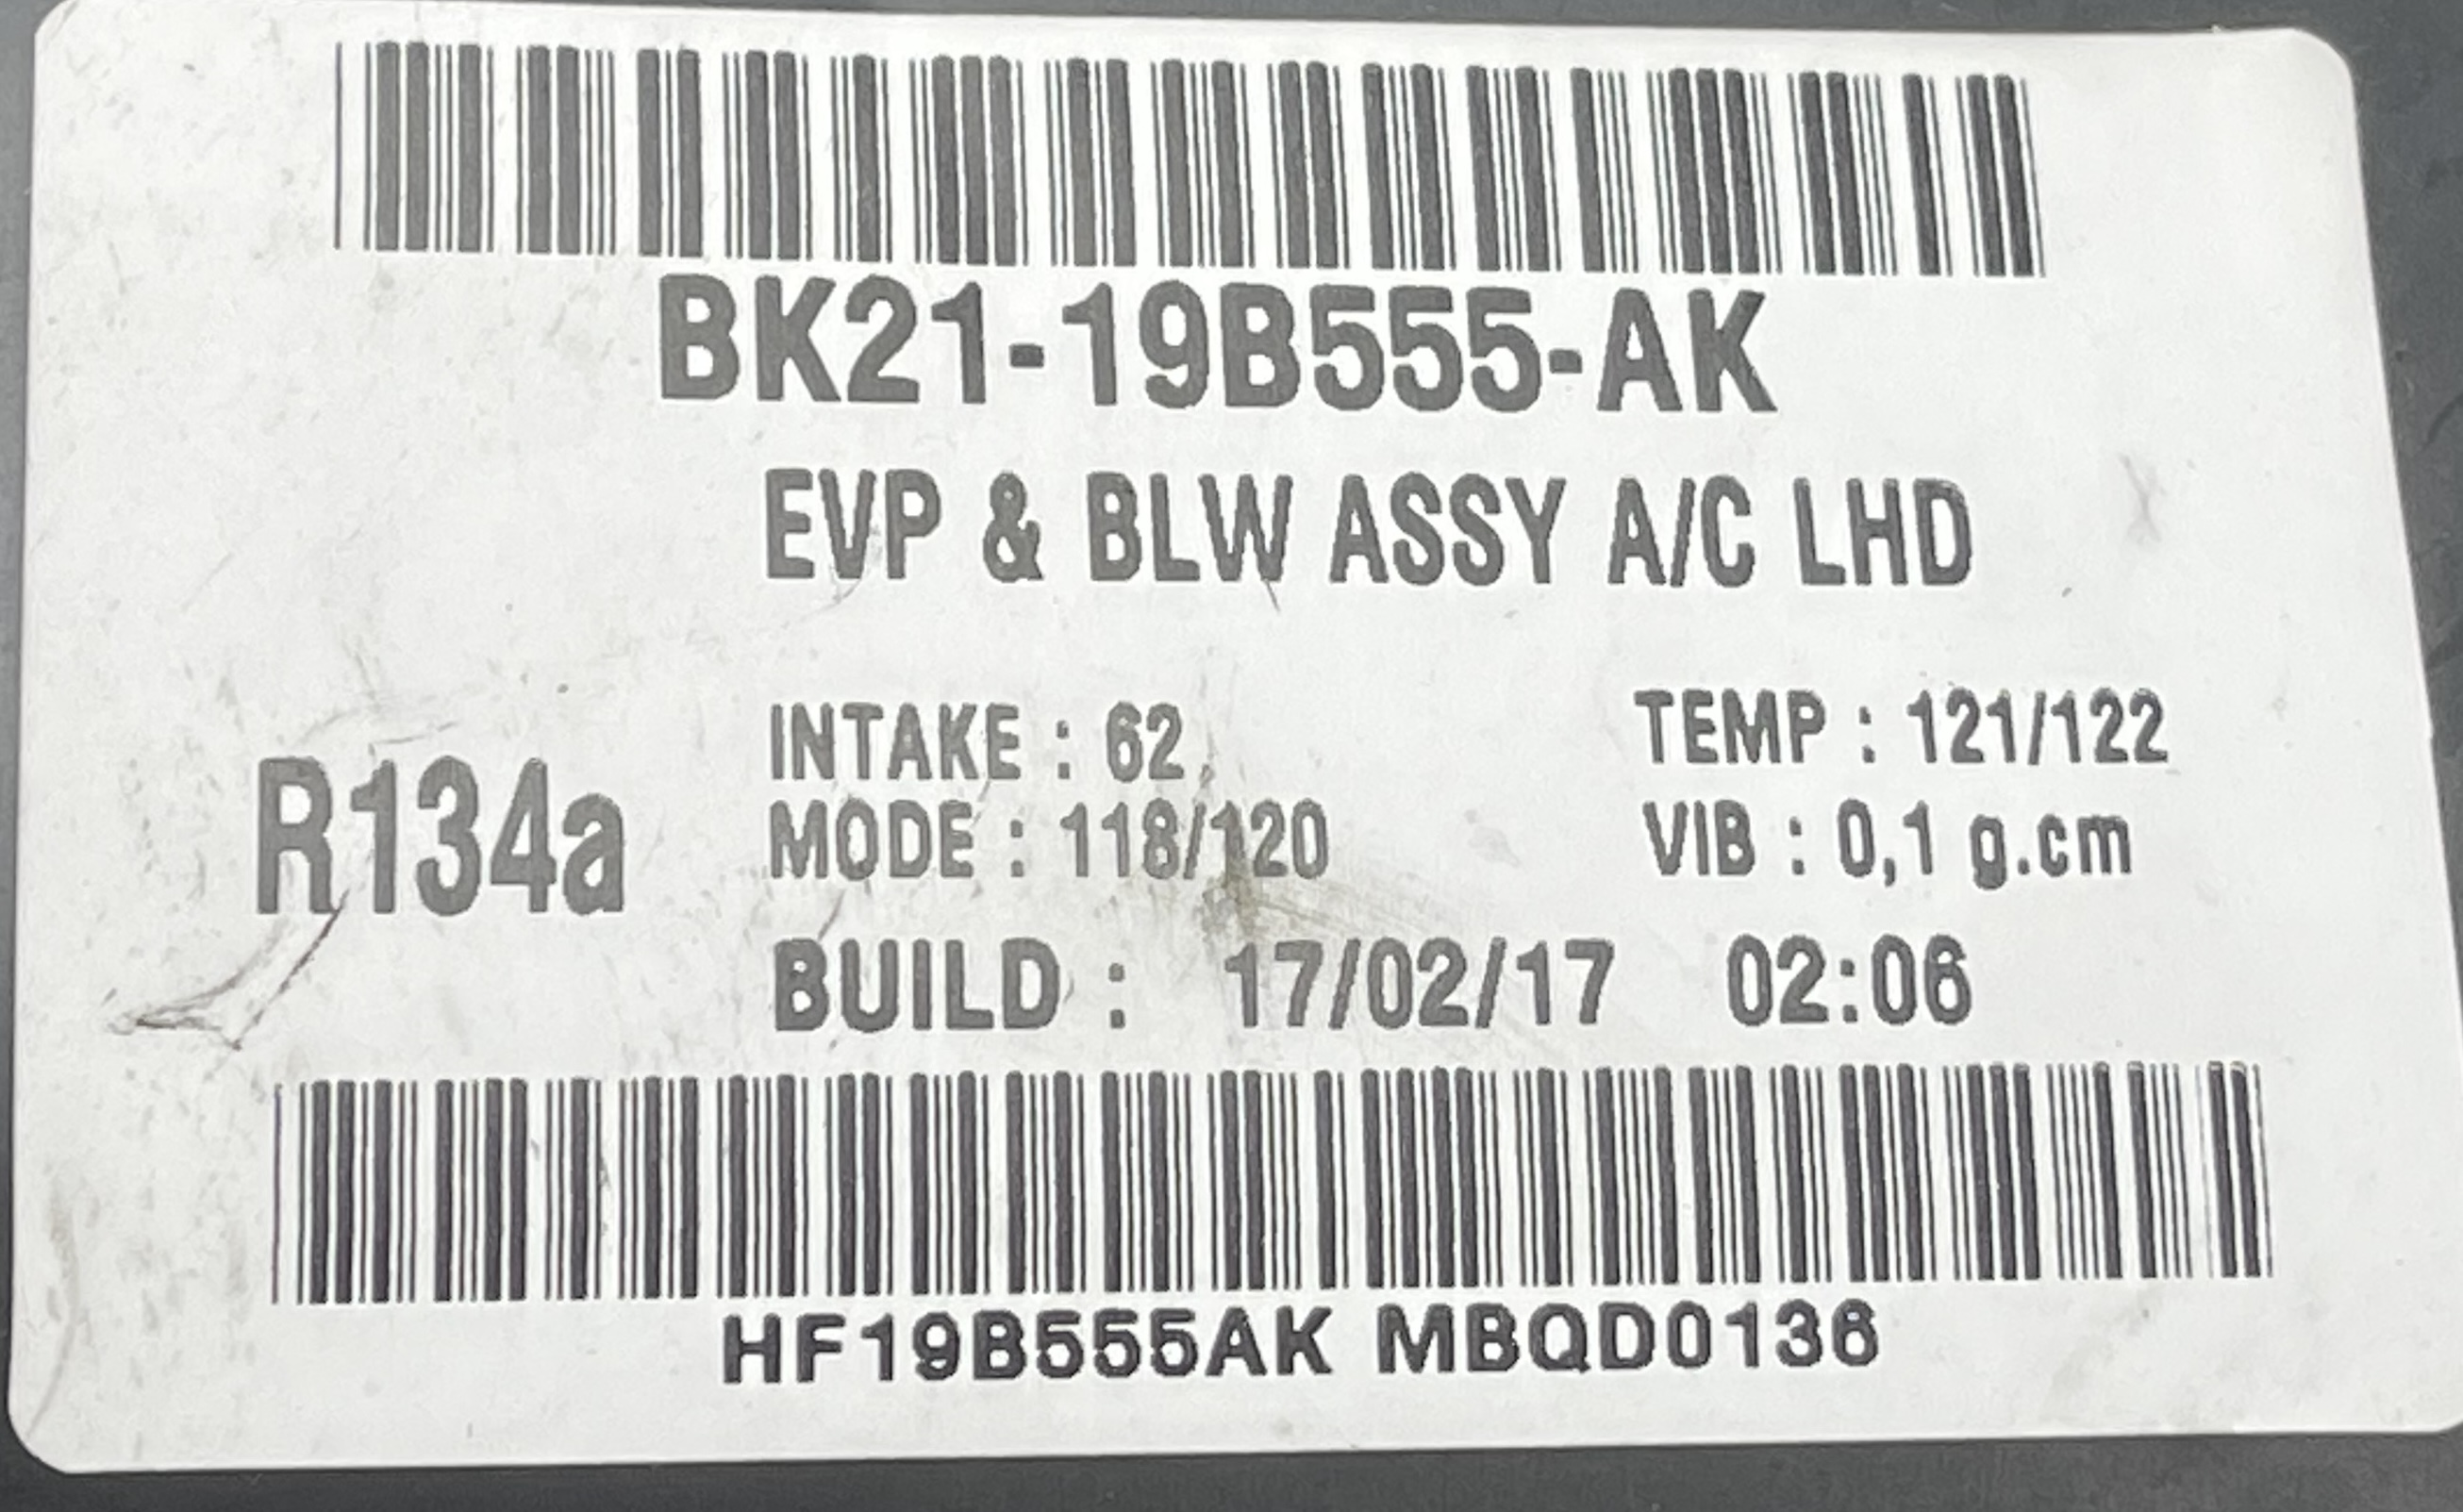 BK21-19B555-AK
EVP & BLW ASSY A/C LHD
INTAKE : 62 TEMP : 121/122
R134a
MODE : 118/120 VIB : 0,1 g.cm
BUILD : 17/02/17 02:06
HF19B555AK MBQD0136